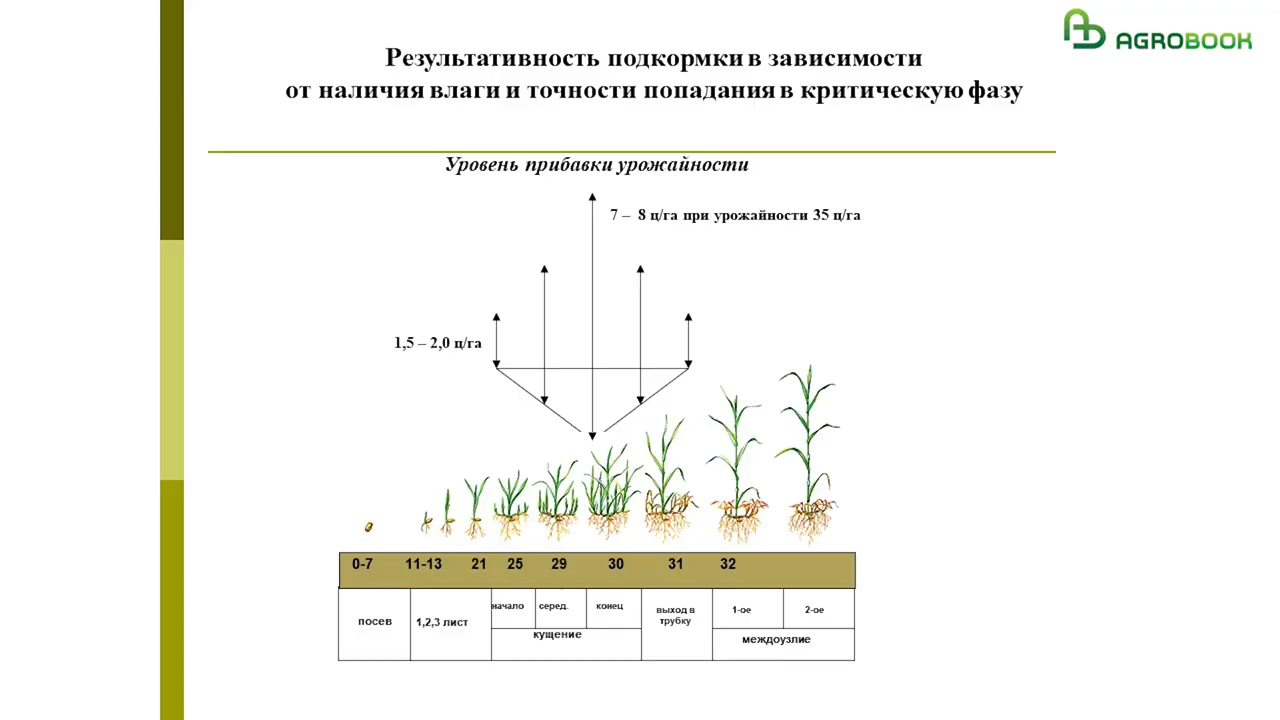 AGROBOOK
Результативность подкормки в зависимости
от наличия влаги и точности попадания в критическую фазу
Уровень прибавки урожайности
7 – 8 ц/га при урожайности 35 ц/га
1,5 – 2,0 ц/га
0-7 11-13 21 25 29 30 31 32
посев 1,2,3 лист начало серед. конец выход в трубку 1-ое 2-ое
кущение междоузлие